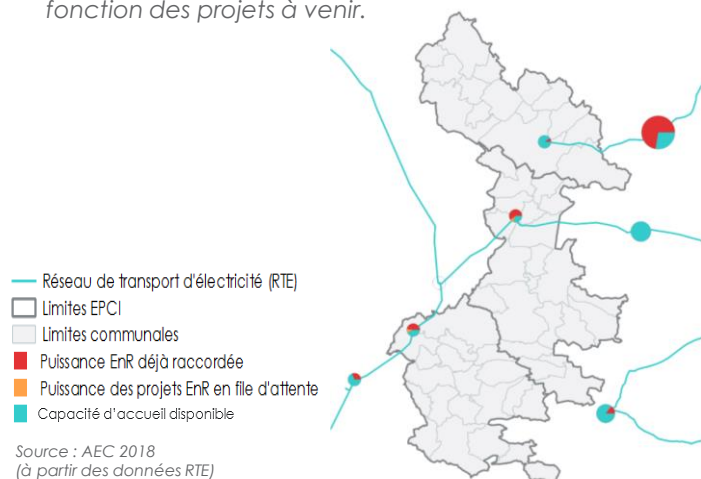 fonction des projets à venir.
Réseau de transport d'électricité (RTE)
Limites EPCI
Limites communales
Puissance EnR déjà raccordée
Puissance des projets EnR en file d'attente
Capacité d'accueil disponible
Source : AEC 2018
(à partir des données RTE)